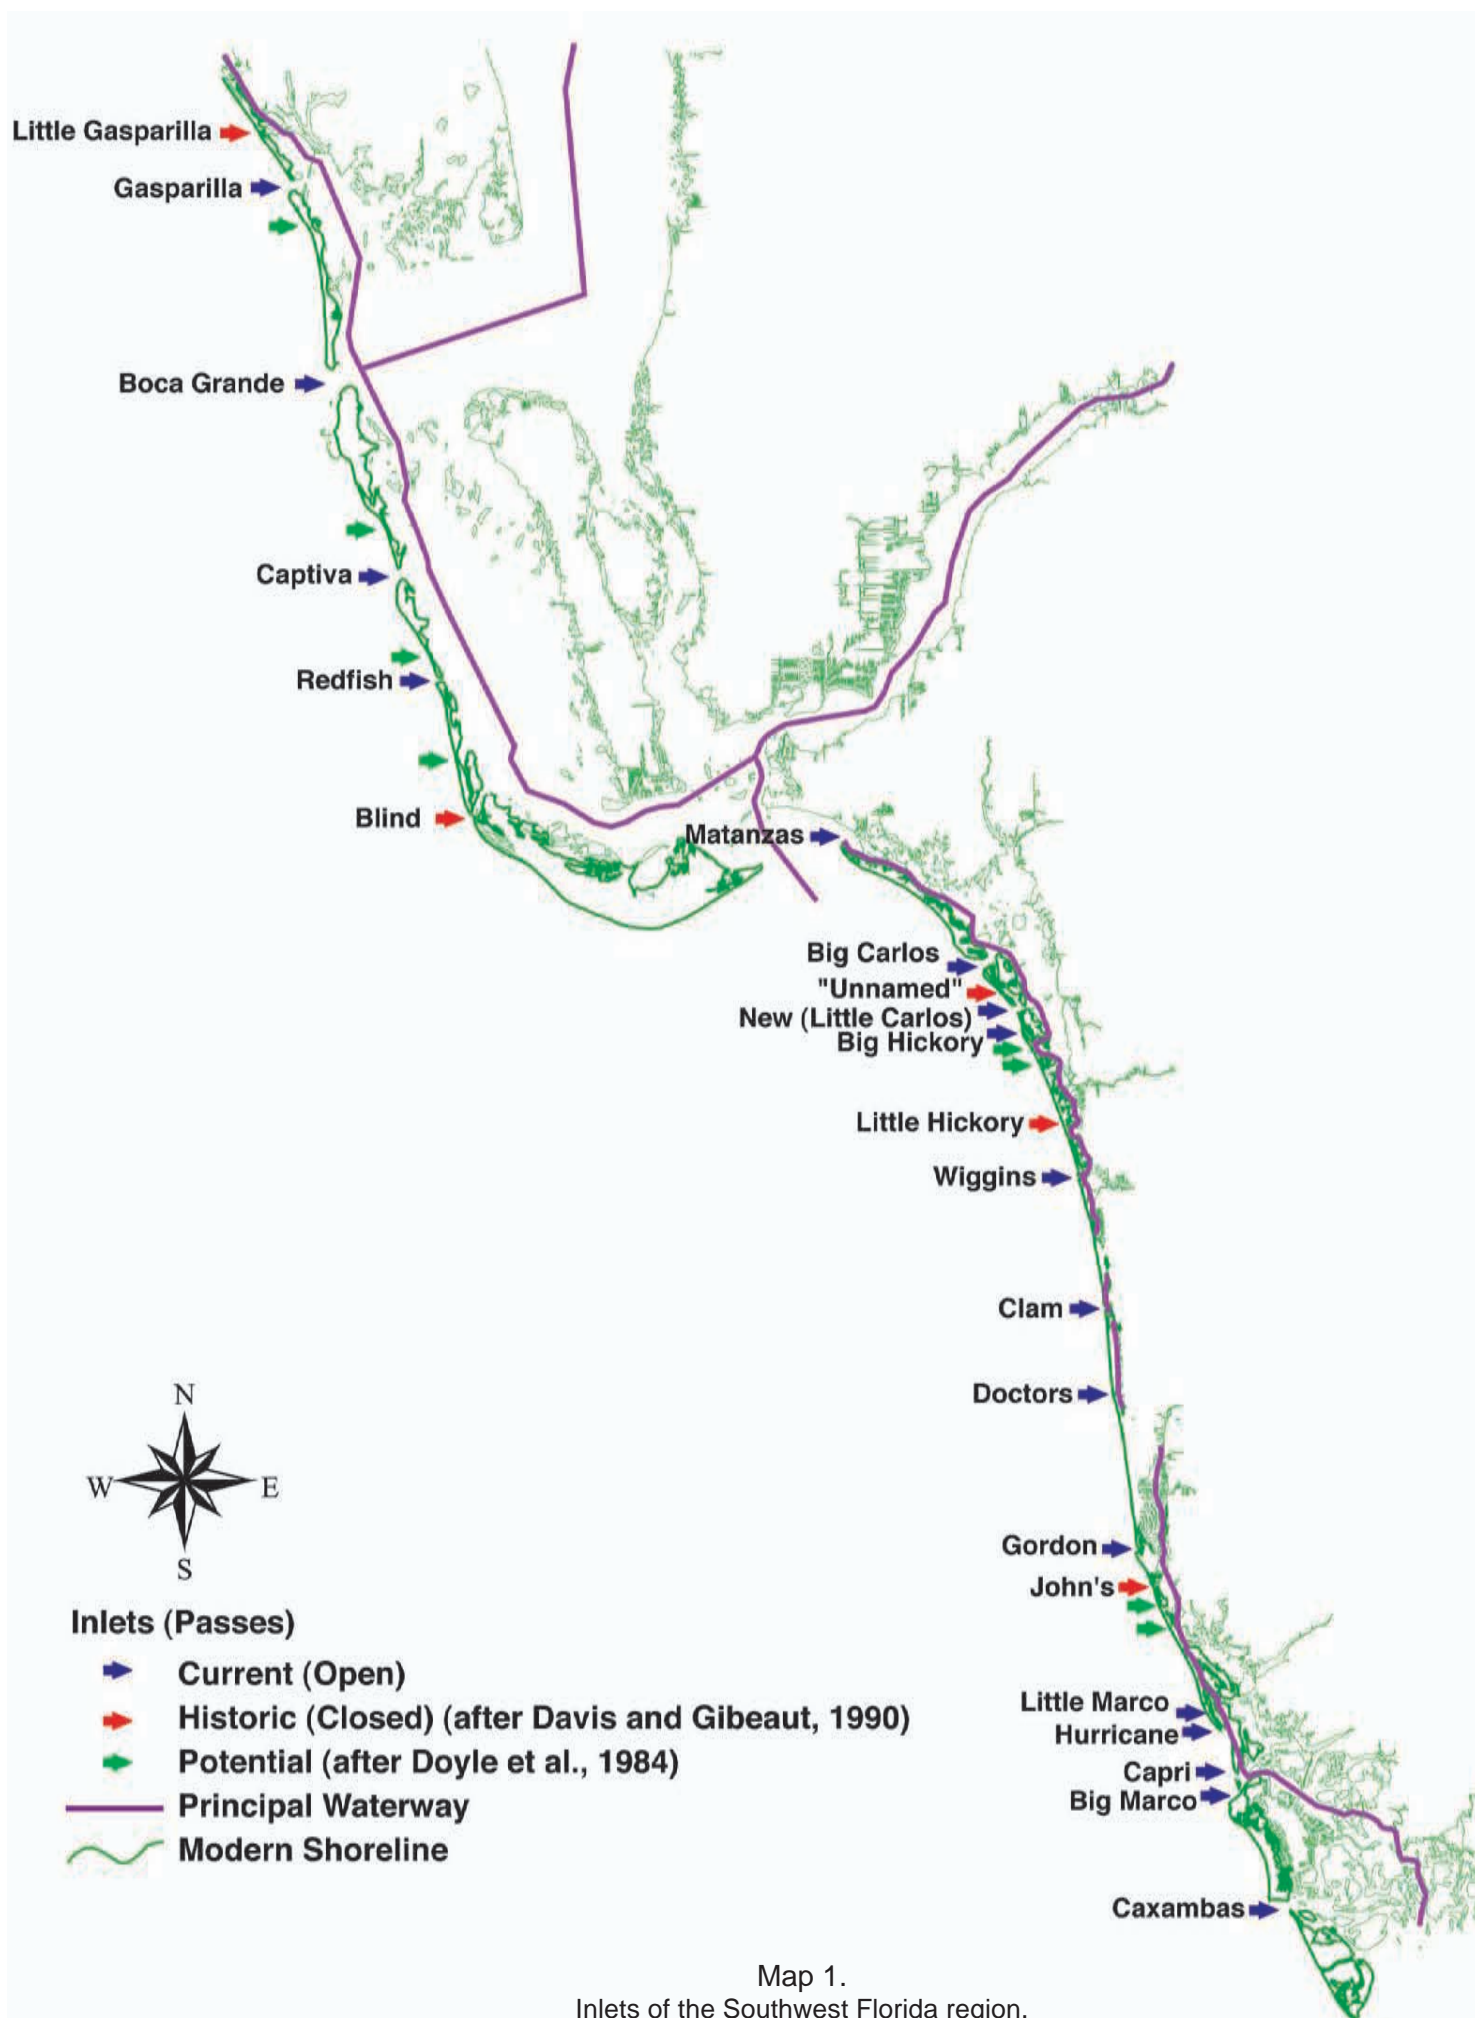 Little Gasparilla
Gasparilla
Boca Grande
Captiva
Redfish
Blind
Matanzas
Big Carlos
"Unnamed"
New (Little Carlos)
Big Hickory
Little Hickory
Wiggins
Clam
Doctors
N
W E
S
Gordon
John's
Inlets (Passes)
Current (Open)
Historic (Closed) (after Davis and Gibeaut, 1990)
Potential (after Doyle et al., 1984)
Principal Waterway
Modern Shoreline
Little Marco
Hurricane
Capri
Big Marco
Caxambas
Map 1.
Inlets of the Southwest Florida region.